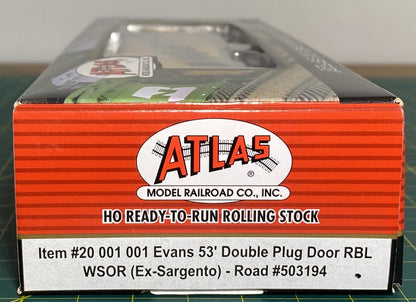 ATLAS
®
MODEL RAILROAD CO., INC.
HO READY-TO-RUN ROLLING STOCK
Item #20 001 001 Evans 53' Double Plug Door RBL
WSOR (Ex-Sargento) - Road #503194